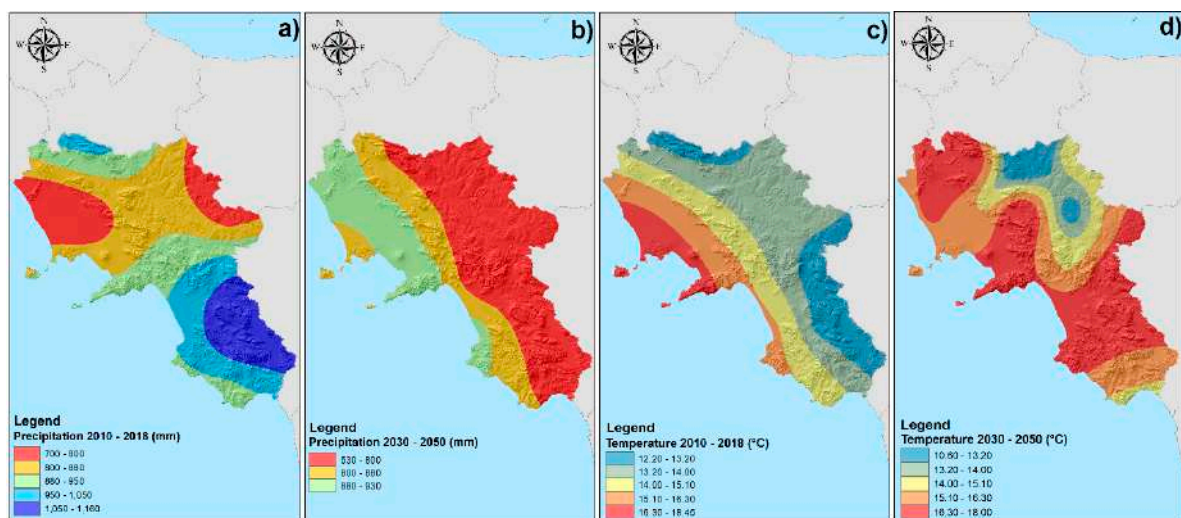 a)
N
W E
S
Legend
Precipitation 2010 - 2018 (mm)
700 - 800
800 - 880
880 - 950
950 - 1,050
1,050 - 1,160
b)
N
W E
S
Legend
Precipitation 2030 - 2050 (mm)
530 - 800
800 - 880
880 - 930
c)
N
W E
S
Legend
Temperature 2010 - 2018 (°C)
12.20 - 13.20
13.20 - 14.00
14.00 - 15.10
15.10 - 16.30
16.30 - 18.45
d)
N
W E
S
Legend
Temperature 2030 - 2050 (°C)
10.60 - 13.20
13.20 - 14.00
14.00 - 15.10
15.10 - 16.30
16.30 - 18.00